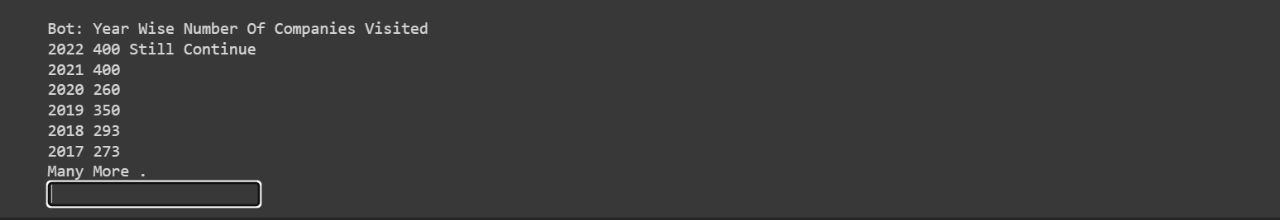 Bot: Year Wise Number Of Companies Visited
2022 400 Still Continue
2021 400
2020 260
2019 350
2018 293
2017 273
Many More .